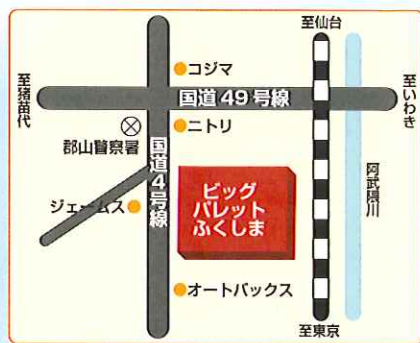 至仙台
コジマ
至猪苗代
国道49号線
至いわき
ニトリ
郡山警察署
国道4号線
阿武隈川
ビッグ
パレット
ふくしま
ジェームス
オートバックス
至東京